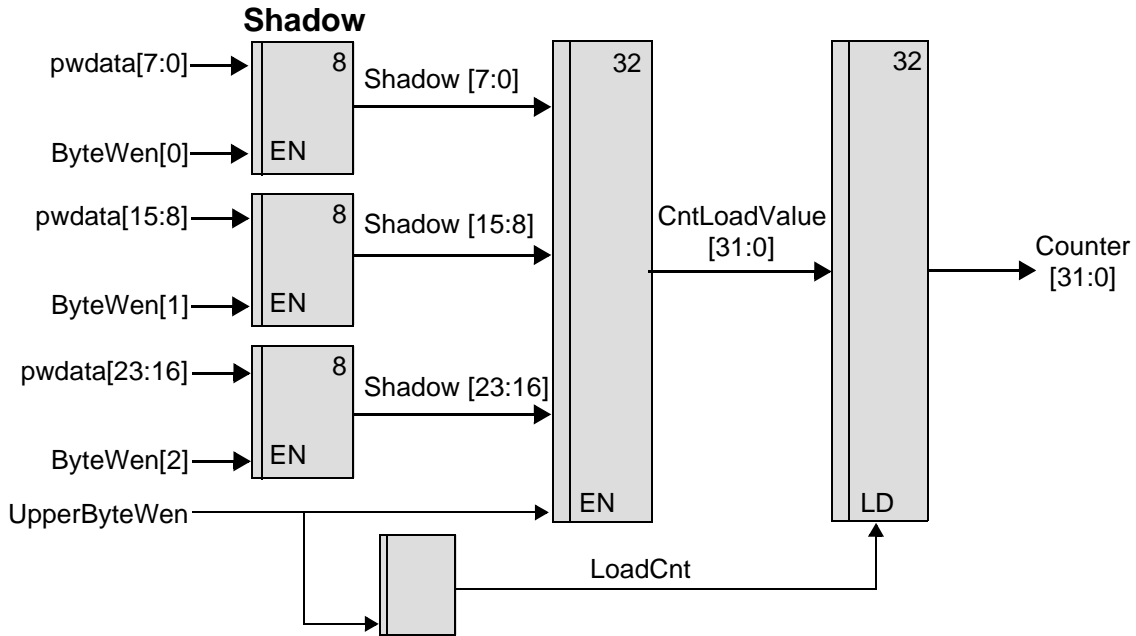 Shadow
pwdata[7:0]
8
Shadow [7:0]
32
32
ByteWen[0]
EN
pwdata[15:8]
8
Shadow [15:8]
CntLoadValue
[31:0]
Counter
[31:0]
ByteWen[1]
EN
pwdata[23:16]
8
Shadow [23:16]
ByteWen[2]
EN
UpperByteWen
EN
LD
LoadCnt